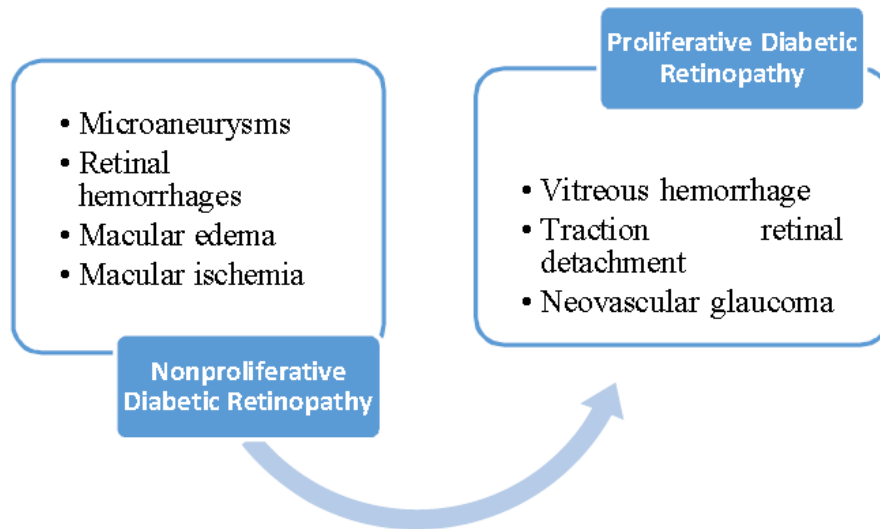 • Microaneurysms
• Retinal
hemorrhages
• Macular edema
• Macular ischemia
Nonproliferative
Diabetic Retinopathy
Proliferative Diabetic
Retinopathy
• Vitreous hemorrhage
• Traction retinal
detachment
• Neovascular glaucoma